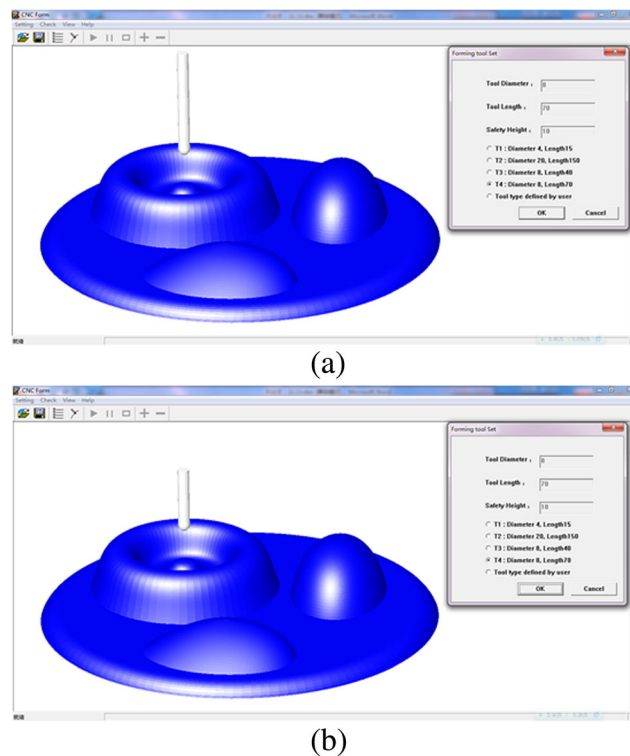 CNC Form
Setting Check View Help
Forming tool Set
Tool Diameter : 8
Tool Length : 70
Safety Height : 10
T1 : Diameter 4, Length15
T2 : Diameter 20, Length150
T3 : Diameter 8, Length40
T4 : Diameter 8, Length70
Tool type defined by user
OK Cancel
就绪
(a)
CNC Form
Setting Check View Help
Forming tool Set
Tool Diameter : 8
Tool Length : 70
Safety Height : 10
T1 : Diameter 4, Length15
T2 : Diameter 20, Length150
T3 : Diameter 8, Length40
T4 : Diameter 8, Length70
Tool type defined by user
OK Cancel
就绪
(b)